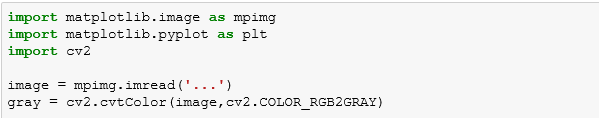 import matplotlib.image as mpimg
import matplotlib.pyplot as plt
import cv2
image = mpimg.imread('...')
gray = cv2.cvtColor(image,cv2.COLOR_RGB2GRAY)